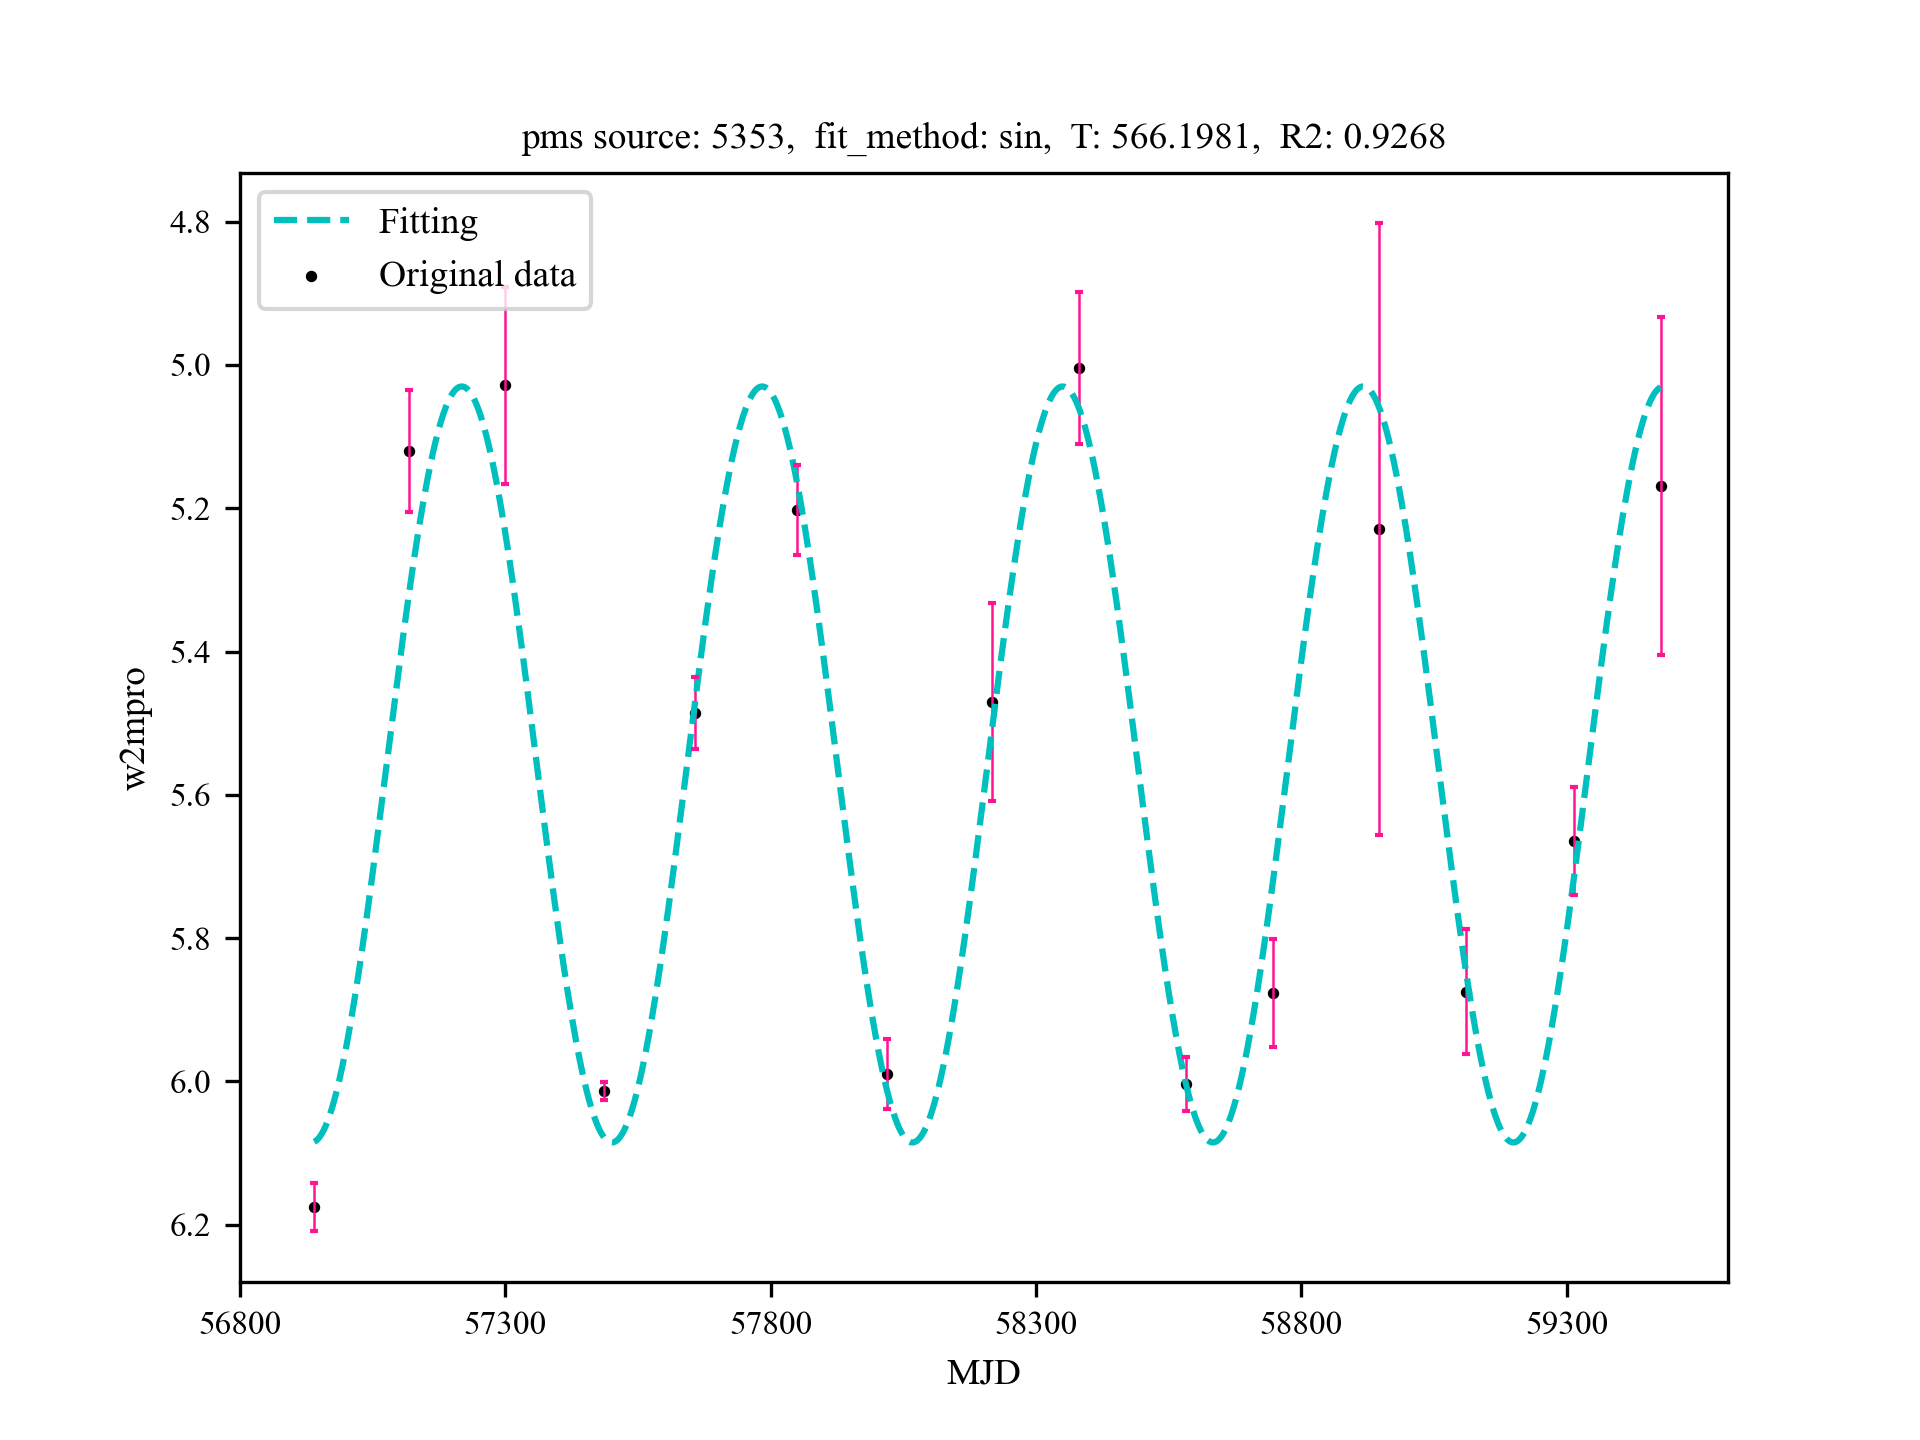 pms source: 5353,  fit_method: sin,  T: 566.1981,  R2: 0.9268
Fitting
Original data
4.8
5.0
5.2
5.4
5.6
5.8
6.0
6.2
w2mpro
56800
57300
57800
58300
58800
59300
MJD